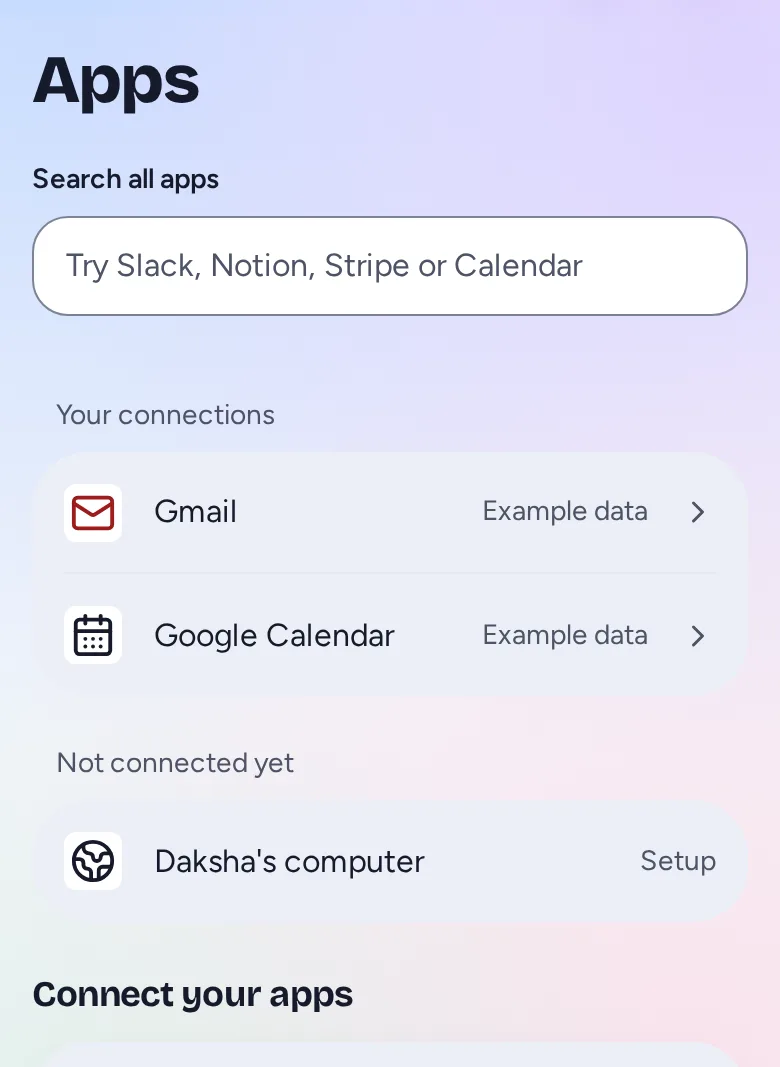 Apps
Search all apps
Try Slack, Notion, Stripe or Calendar
Your connections
Gmail Example data
Google Calendar Example data
Not connected yet
Daksha's computer Setup
Connect your apps